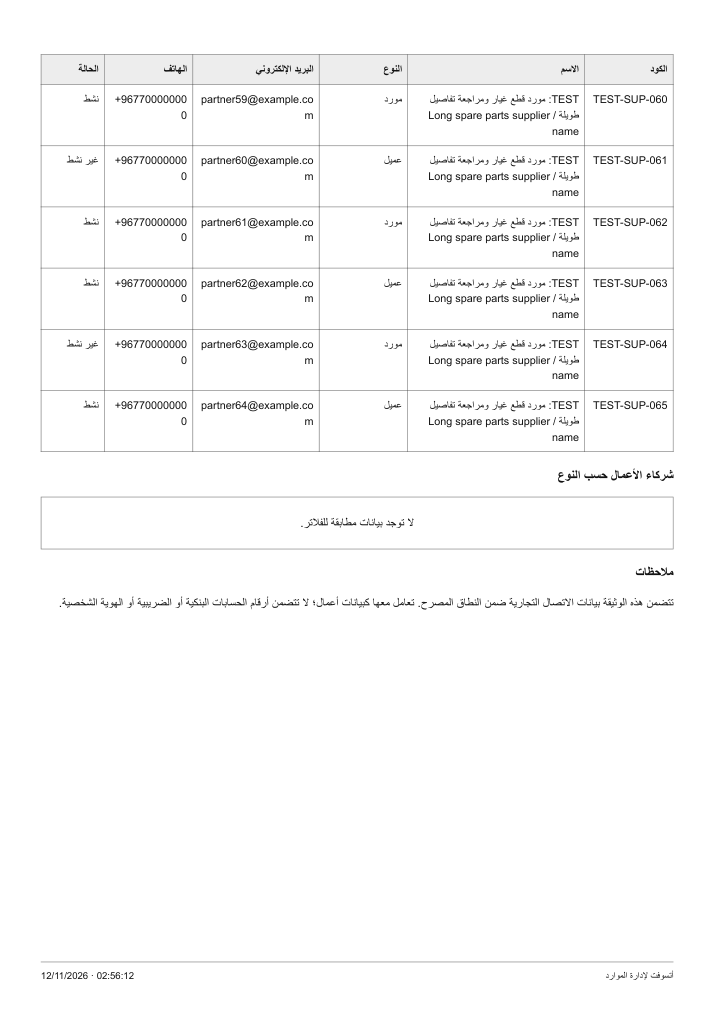 الكود الاسم النوع البريد الإلكتروني الهاتف الحالة
TEST-SUP-060 TEST: مورد قطع غيار ومراجعة تفاصيل مورد partner59@example.co +96770000000 نشط
طويلة / Long spare parts supplier m 0
name
TEST-SUP-061 TEST: مورد قطع غيار ومراجعة تفاصيل عميل partner60@example.co +96770000000 غير نشط
طويلة / Long spare parts supplier m 0
name
TEST-SUP-062 TEST: مورد قطع غيار ومراجعة تفاصيل مورد partner61@example.co +96770000000 نشط
طويلة / Long spare parts supplier m 0
name
TEST-SUP-063 TEST: مورد قطع غيار ومراجعة تفاصيل عميل partner62@example.co +96770000000 نشط
طويلة / Long spare parts supplier m 0
name
TEST-SUP-064 TEST: مورد قطع غيار ومراجعة تفاصيل مورد partner63@example.co +96770000000 غير نشط
طويلة / Long spare parts supplier m 0
name
TEST-SUP-065 TEST: مورد قطع غيار ومراجعة تفاصيل عميل partner64@example.co +96770000000 نشط
طويلة / Long spare parts supplier m 0
name
شركاء الأعمال حسب النوع
لا توجد بيانات مطابقة للفلاتر.
ملاحظات
تتضمن هذه الوثيقة بيانات الاتصال التجارية ضمن النطاق المصرح. تعامل معها كبيانات أعمال؛ لا تتضمن أرقام الحسابات البنكية أو الضريبية أو الهوية الشخصية.
أتسوفت لإدارة الموارد 12/11/2026 · 02:56:12